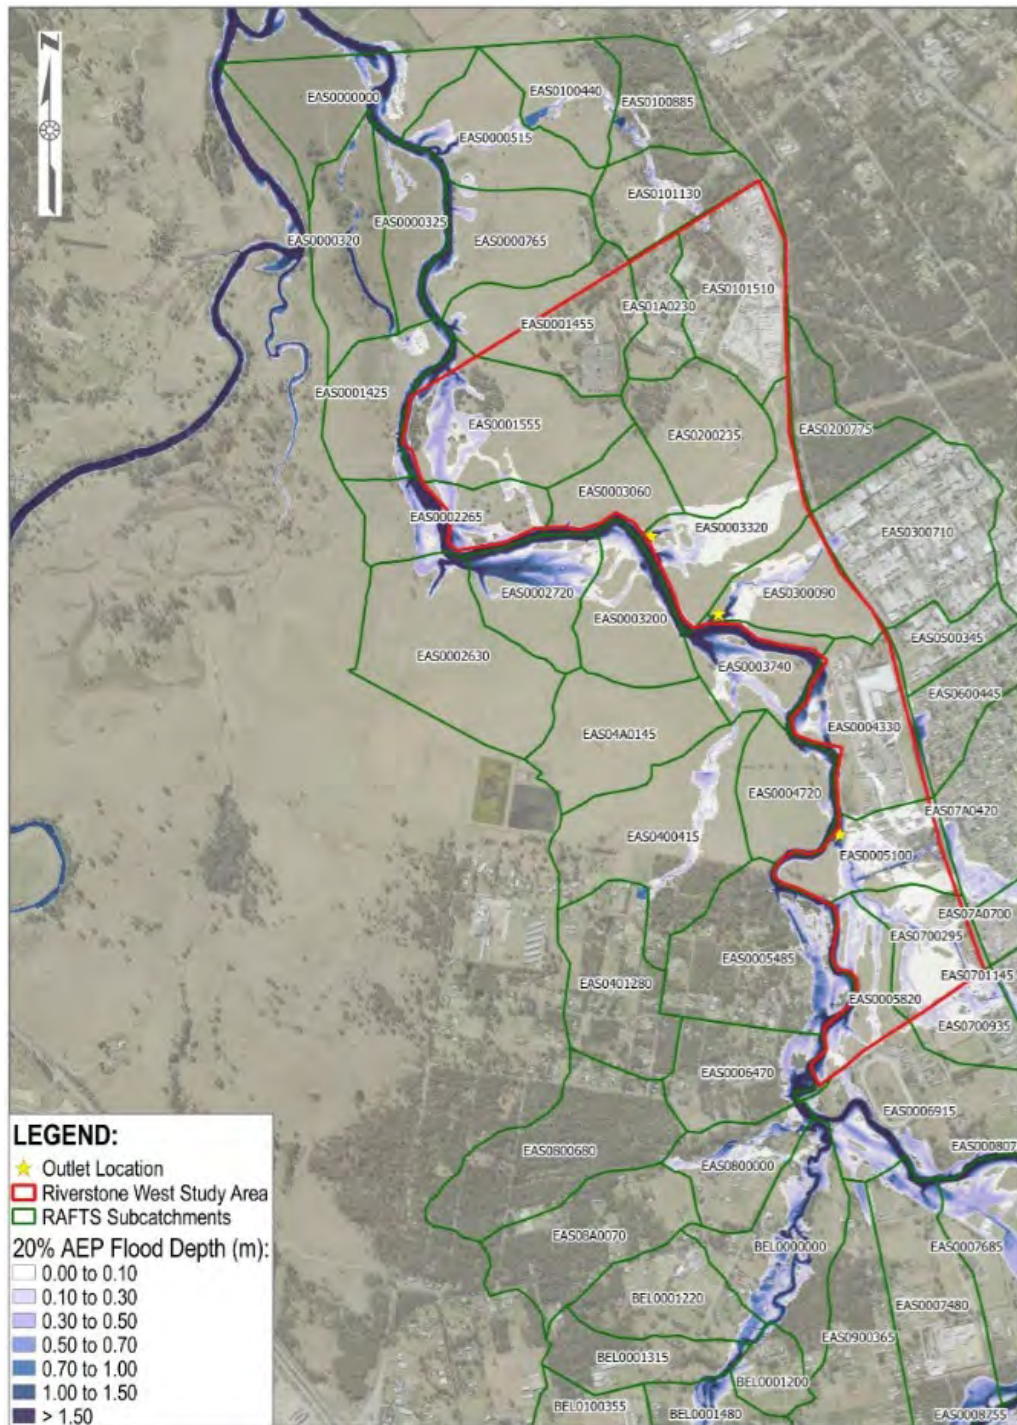 N
EAS0000000
EAS0100440
EAS0100885
EAS0000515
EAS0101130
EAS0000325
EAS0000320
EAS0000765
EAS0101510
EAS01A0230
EAS0001455
EAS0001425
EAS0001555
EAS0200235
EAS0200775
EAS0003060
EAS0002265
EAS0003320
EAS0300710
EAS0002720
EAS0300090
EAS0003200
EAS0500345
EAS0002630
EAS0003740
EAS0600445
EAS04A0145
EAS0004330
EAS0004720
EAS07A0420
EAS0400415
EAS0005100
EAS07A0700
EAS0700295
EAS0005485
EAS0701145
EAS0401280
EAS0005820
EAS0700935
EAS0006470
EAS0006915
EAS0800680
EAS000807
EAS0800000
EAS08A0070
BEL0000000
EAS0007685
BEL0001220
EAS0007480
EAS0900365
BEL0001315
BEL0001200
BEL0100355
BEL0001480
EAS0008755
LEGEND:
Outlet Location
Riverstone West Study Area
RAFTS Subcatchments
20% AEP Flood Depth (m):
0.00 to 0.10
0.10 to 0.30
0.30 to 0.50
0.50 to 0.70
0.70 to 1.00
1.00 to 1.50
> 1.50